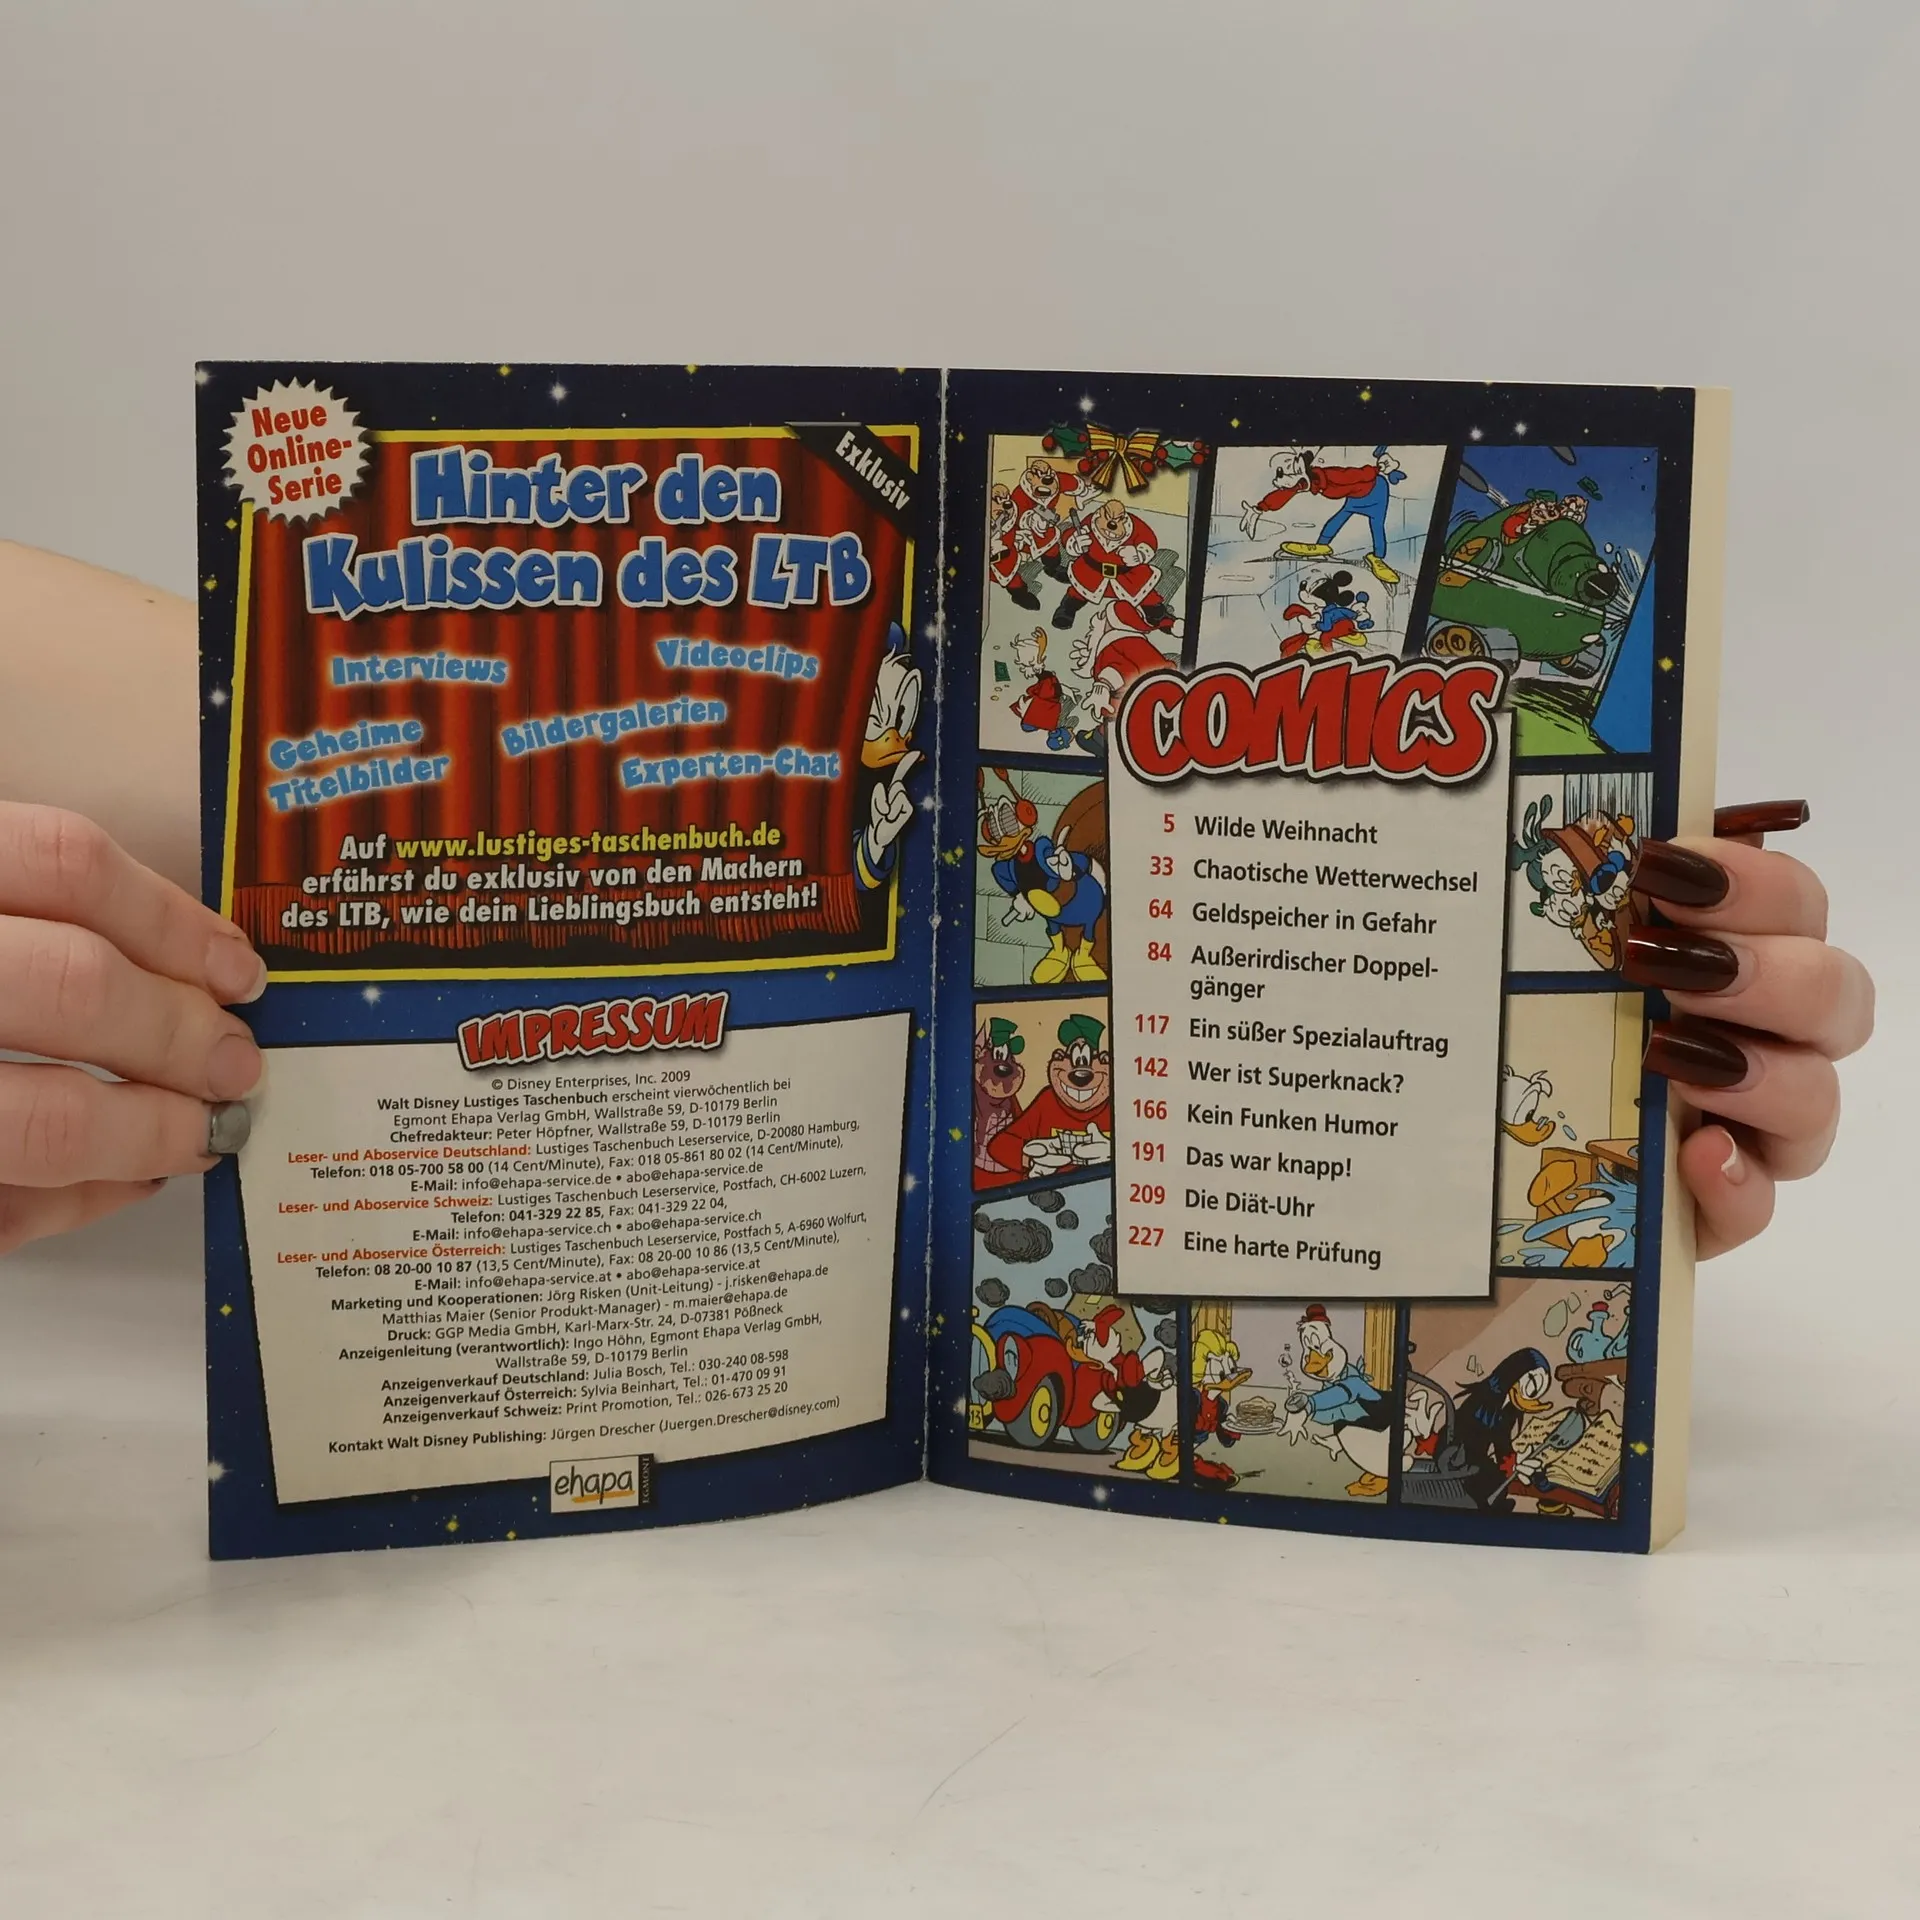 Neue
Online-
Serie
Exklusiv
Hinter den
Kulissen des LTB
Interviews
Videoclips
Geheime
Titelbilder
Bildergalerien
Experten-Chat
Auf www.lustiges-taschenbuch.de
erfährst du exklusiv von den Machern
des LTB, wie dein Lieblingsbuch entsteht!
IMPRESSUM
© Disney Enterprises, Inc. 2009
Walt Disney Lustiges Taschenbuch erscheint vierwöchentlich bei
Egmont Ehapa Verlag GmbH, Wallstraße 59, D-10179 Berlin
Chefredakteur: Peter Höpfner, Wallstraße 59, D-10179 Berlin
Leser- und Aboservice Deutschland: Lustiges Taschenbuch Leserservice, D-20080 Hamburg,
Telefon: 018 05-700 58 00 (14 Cent/Minute), Fax: 018 05-861 80 02 (14 Cent/Minute),
E-Mail: info@ehapa-service.de • abo@ehapa-service.de
Leser- und Aboservice Schweiz: Lustiges Taschenbuch Leserservice, Postfach, CH-6002 Luzern,
Telefon: 041-329 22 85, Fax: 041-329 22 04,
E-Mail: info@ehapa-service.ch • abo@ehapa-service.ch
Leser- und Aboservice Österreich: Lustiges Taschenbuch Leserservice, Postfach 5, A-6960 Wolfurt,
Telefon: 08 20-00 10 87 (13,5 Cent/Minute), Fax: 08 20-00 10 86 (13,5 Cent/Minute),
E-Mail: info@ehapa-service.at • abo@ehapa-service.at
Marketing und Kooperationen: Jörg Risken (Unit-Leitung) - j.risken@ehapa.de
Matthias Maier (Senior Produkt-Manager) - m.maier@ehapa.de
Druck: GGP Media GmbH, Karl-Marx-Str. 24, D-07381 Pößneck
Anzeigenleitung (verantwortlich): Ingo Höhn, Egmont Ehapa Verlag GmbH,
Wallstraße 59, D-10179 Berlin
Anzeigenverkauf Deutschland: Julia Bosch, Tel.: 030-240 08-598
Anzeigenverkauf Österreich: Sylvia Beinhart, Tel.: 01-470 09 91
Anzeigenverkauf Schweiz: Print Promotion, Tel.: 026-673 25 20
Kontakt Walt Disney Publishing: Jürgen Drescher (Juergen.Drescher@disney.com)
ehapa
EGMONT
COMICS
5 Wilde Weihnacht
33 Chaotische Wetterwechsel
64 Geldspeicher in Gefahr
84 Außerirdischer Doppel-
gänger
117 Ein süßer Spezialauftrag
142 Wer ist Superknack?
166 Kein Funken Humor
191 Das war knapp!
209 Die Diät-Uhr
227 Eine harte Prüfung
13